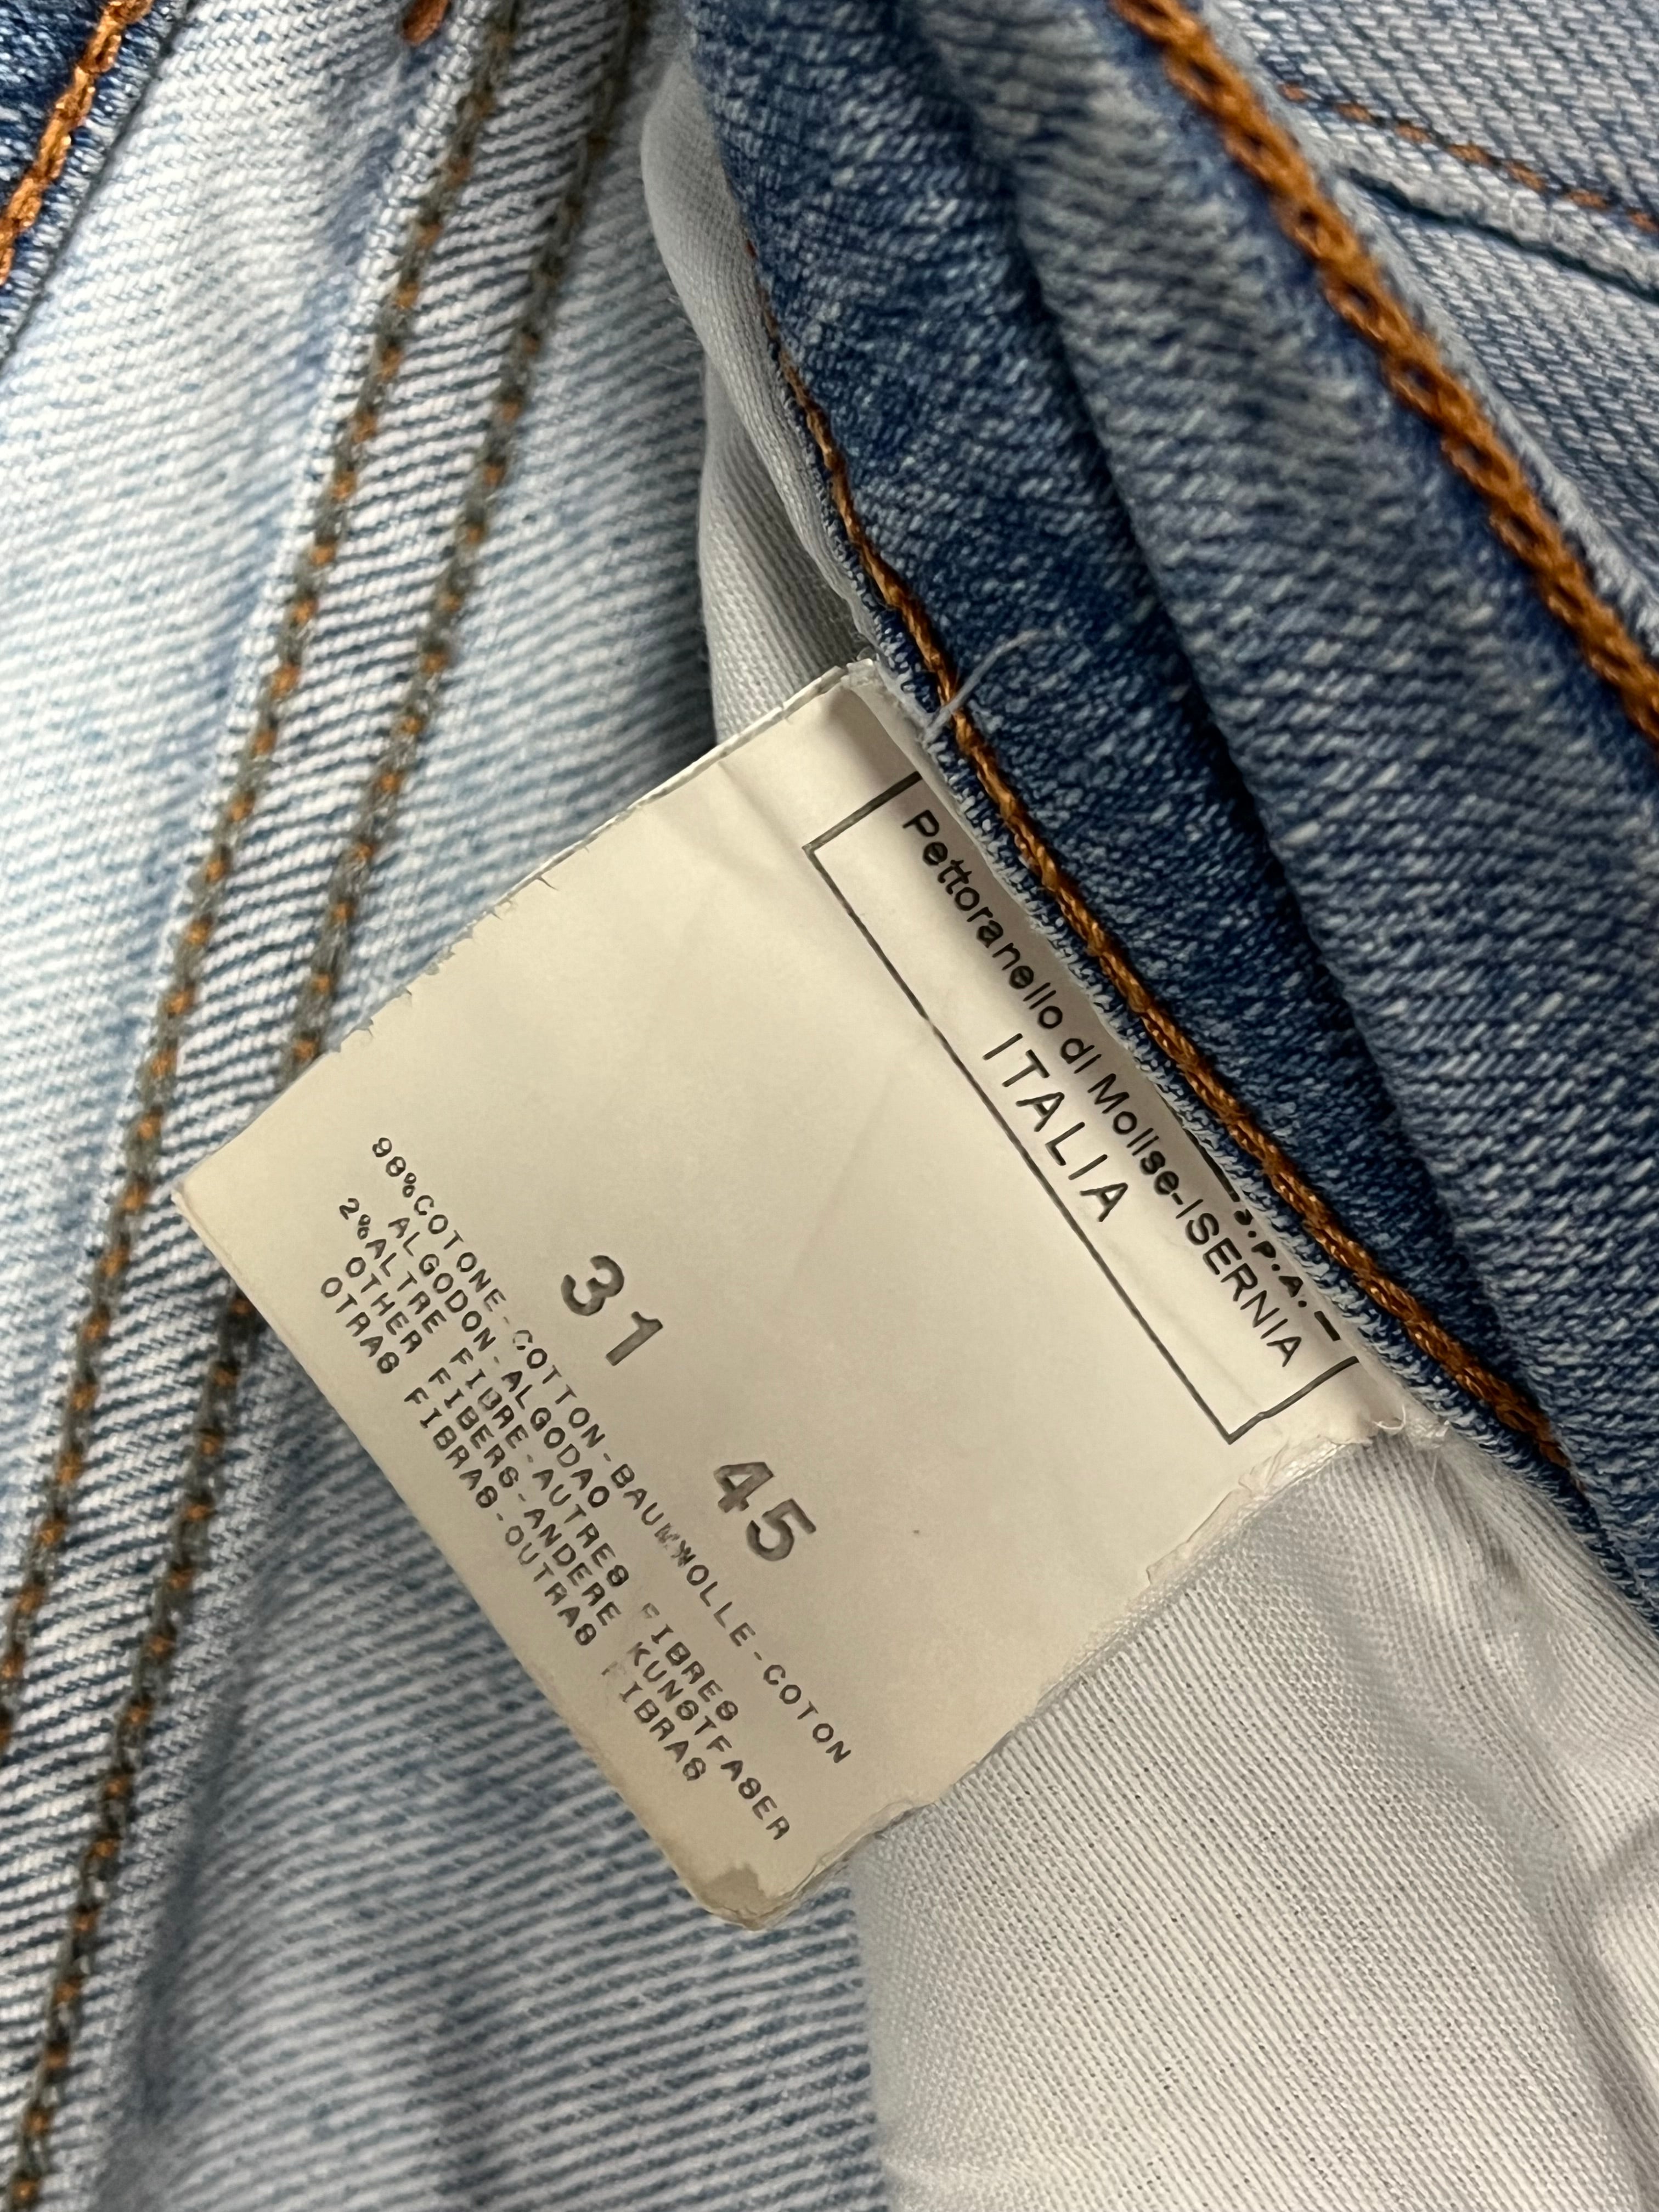 S.P.A.
Pettoranello di Molise-ISERNIA
ITALIA
31 45
98%COTONE-COTTON-BAUMWOLLE-COTON
ALGODON-ALGODAO
2%ALTRE FIBRE-AUTRES FIBRES
OTHER FIBERS-ANDERE KUNSTFASER
OTRAS FIBRAS-OUTRAS FIBRAS